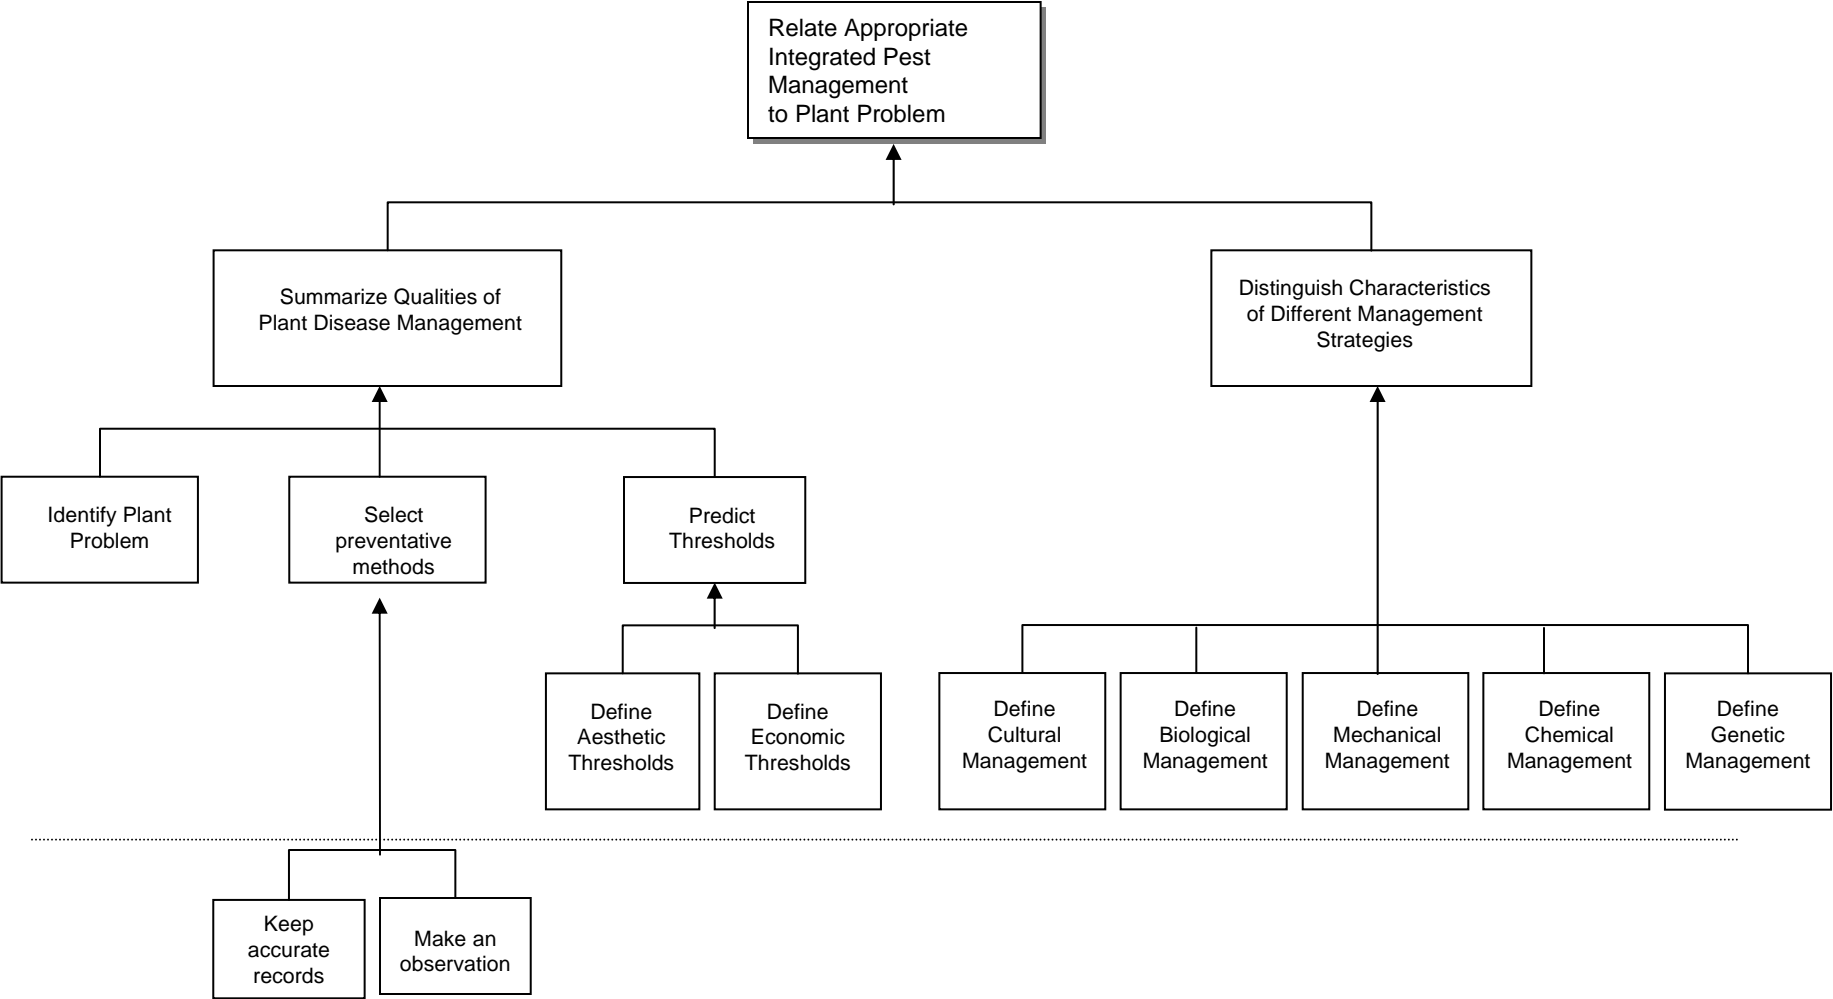 Relate Appropriate
Integrated Pest
Management
to Plant Problem
Summarize Qualities of
Plant Disease Management
Distinguish Characteristics
of Different Management
Strategies
Identify Plant
Problem
Select
preventative
methods
Predict
Thresholds
Define
Aesthetic
Thresholds
Define
Economic
Thresholds
Define
Cultural
Management
Define
Biological
Management
Define
Mechanical
Management
Define
Chemical
Management
Define
Genetic
Management
Keep
accurate
records
Make an
observation